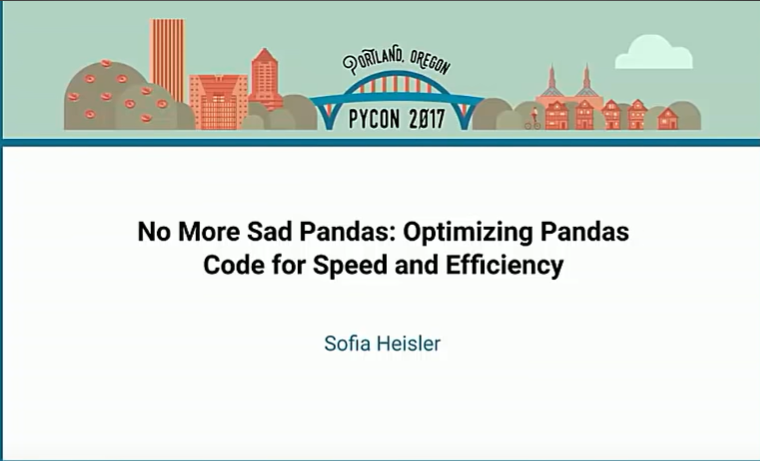 PORTLAND, OREGON
PYCON 2017
No More Sad Pandas: Optimizing Pandas
Code for Speed and Efficiency
Sofia Heisler